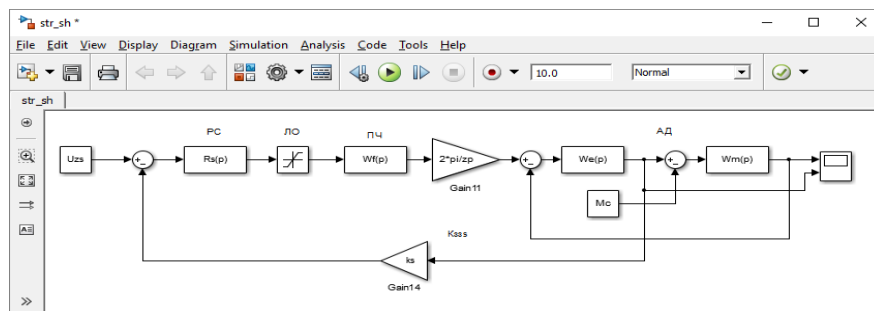 str_sh *
File Edit View Display Diagram Simulation Analysis Code Tools Help
10.0
Normal
str_sh
РС ЛО ПЧ АД
Uzs
Rs(p)
Wf(p)
2*pi/zp
We(p)
Wm(p)
Gain11
Mc
Ksss
ks
Gain14